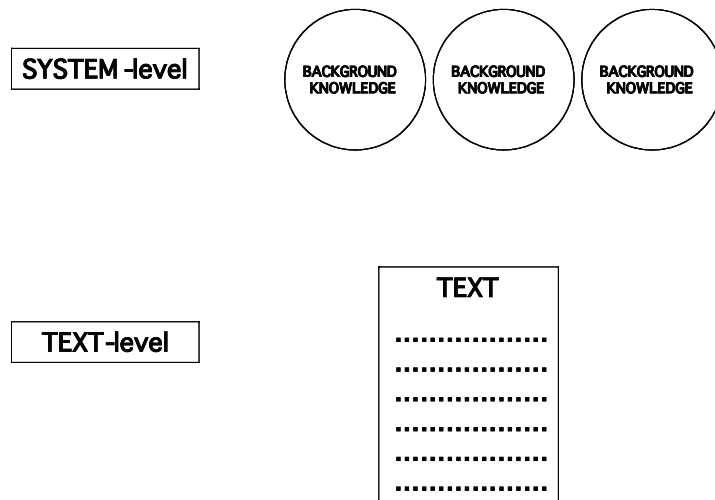 SYSTEM-level
BACKGROUND KNOWLEDGE
BACKGROUND KNOWLEDGE
BACKGROUND KNOWLEDGE
TEXT
TEXT-level